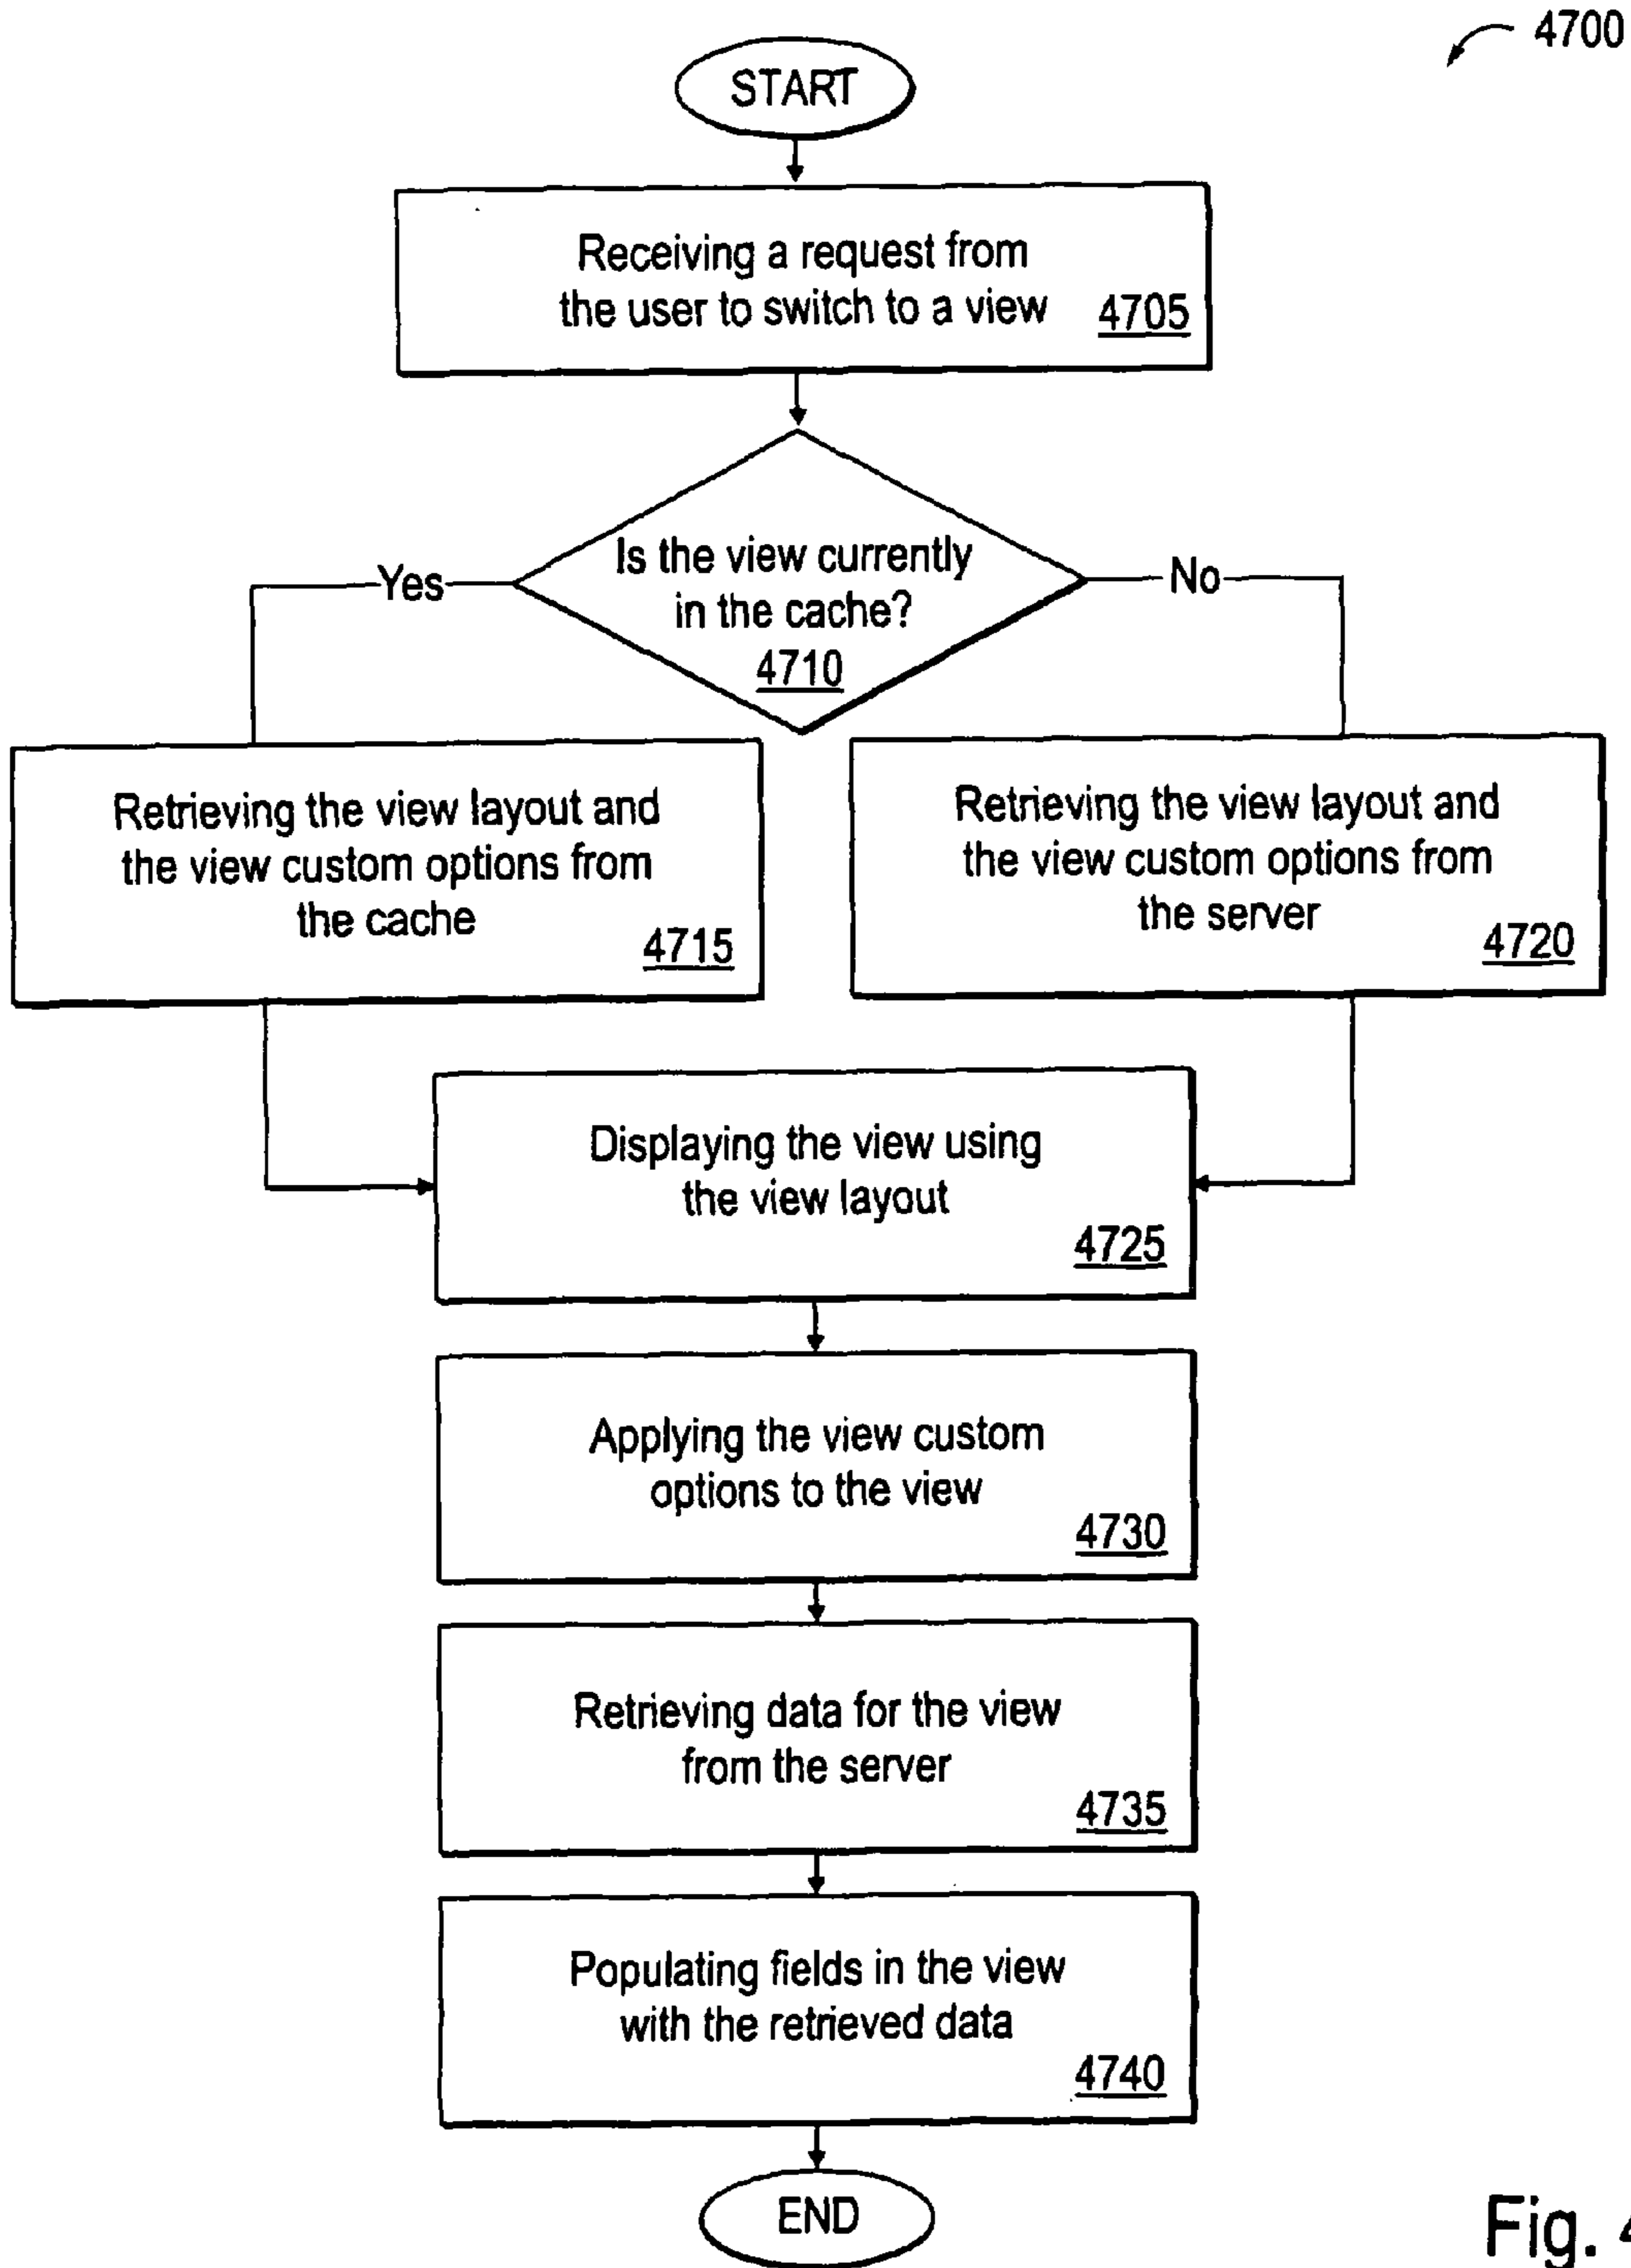 4700
START
Receiving a request from
the user to switch to a view 4705
Is the view currently
in the cache?
4710
Yes
No
Retrieving the view layout and
the view custom options from
the cache
4715
Retrieving the view layout and
the view custom options from
the server
4720
Displaying the view using
the view layout
4725
Applying the view custom
options to the view
4730
Retrieving data for the view
from the server
4735
Populating fields in the view
with the retrieved data
4740
END
Fig. 4